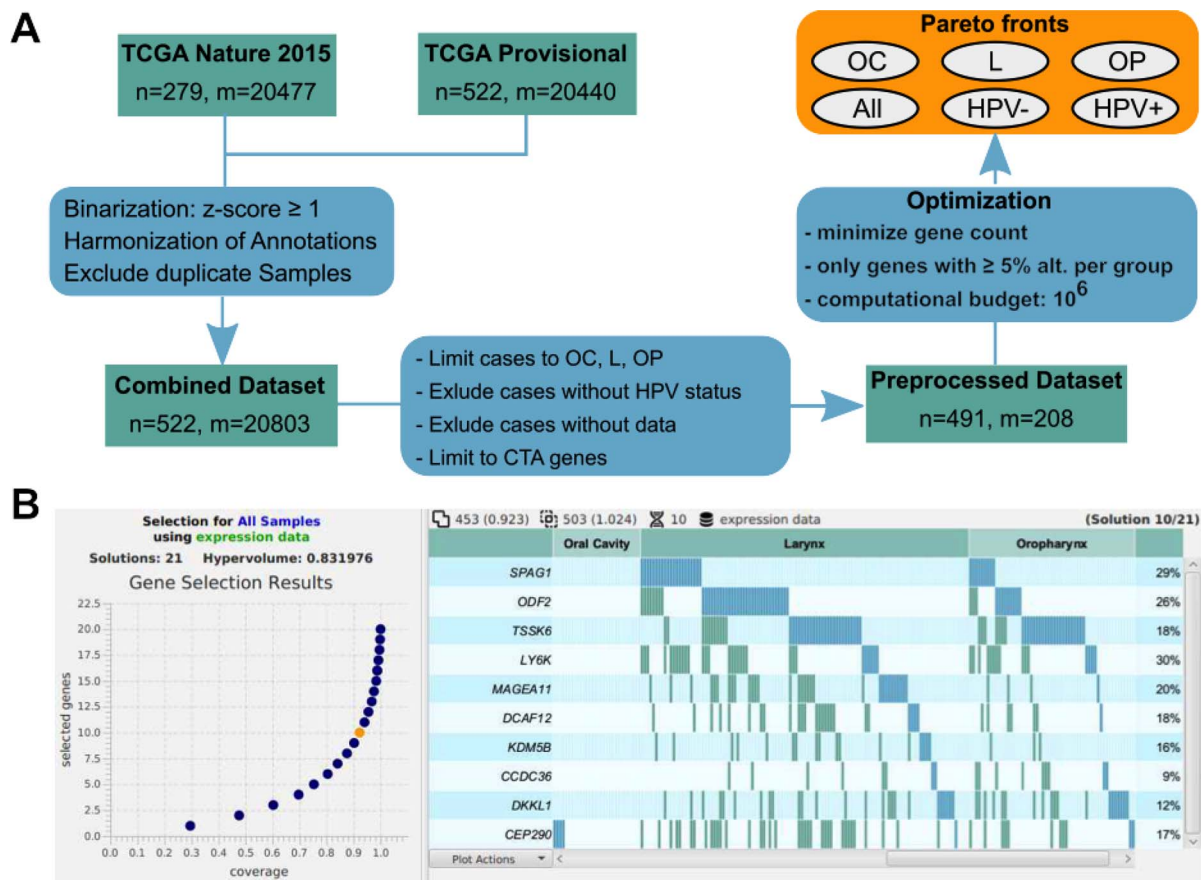 A
TCGA Nature 2015
n=279, m=20477
TCGA Provisional
n=522, m=20440
Pareto fronts
OC
L
OP
All
HPV-
HPV+
Binarization: z-score ≥ 1
Harmonization of Annotations
Exclude duplicate Samples
Optimization
- minimize gene count
- only genes with ≥ 5% alt. per group
- computational budget: 10^6
Combined Dataset
n=522, m=20803
- Limit cases to OC, L, OP
- Exlude cases without HPV status
- Exlude cases without data
- Limit to CTA genes
Preprocessed Dataset
n=491, m=208
B
Selection for All Samples
using expression data
Solutions: 21 Hypervolume: 0.831976
Gene Selection Results
22.5
20.0
17.5
15.0
12.5
10.0
7.5
5.0
2.5
0.0
selected genes
0.0 0.1 0.2 0.3 0.4 0.5 0.6 0.7 0.8 0.9 1.0
coverage
453 (0.923) 503 (1.024) 10 expression data (Solution 10/21)
Oral Cavity Larynx Oropharynx
SPAG1 29%
ODF2 26%
TSSK6 18%
LY6K 30%
MAGEA11 20%
DCAF12 18%
KDM5B 16%
CCDC36 9%
DKKL1 12%
CEP290 17%
Plot Actions